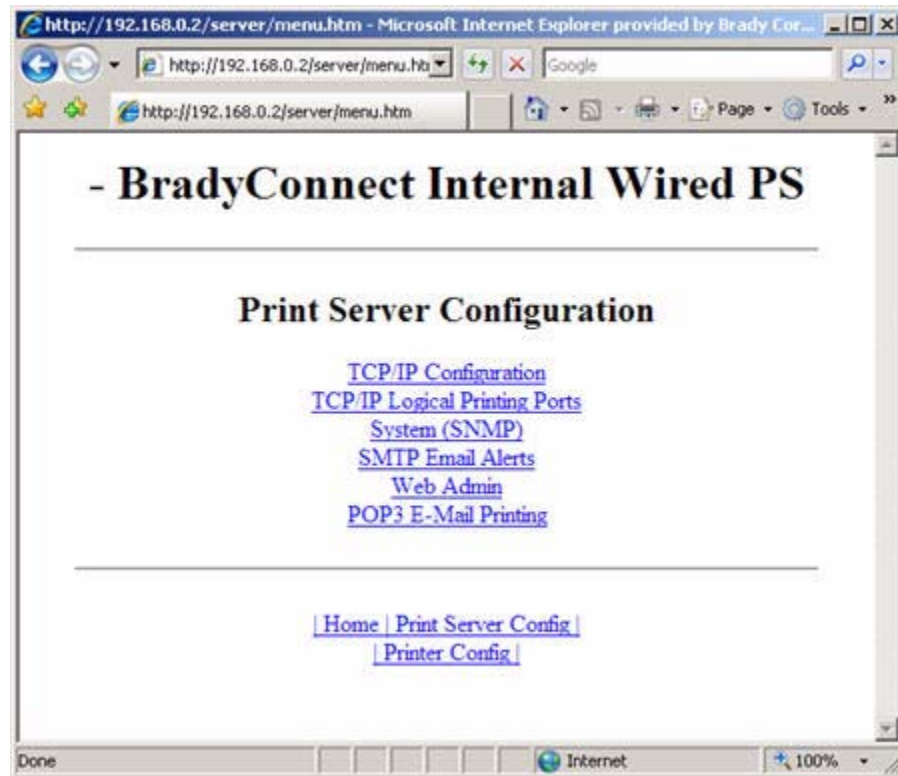 http://192.168.0.2/server/menu.htm - Microsoft Internet Explorer provided by Brady Cor...
http://192.168.0.2/server/menu.ht
Google
http://192.168.0.2/server/menu.htm
Page
Tools
»
- BradyConnect Internal Wired PS
Print Server Configuration
TCP/IP Configuration
TCP/IP Logical Printing Ports
System (SNMP)
SMTP Email Alerts
Web Admin
POP3 E-Mail Printing
| Home | Print Server Config |
| Printer Config |
Done
Internet
100%